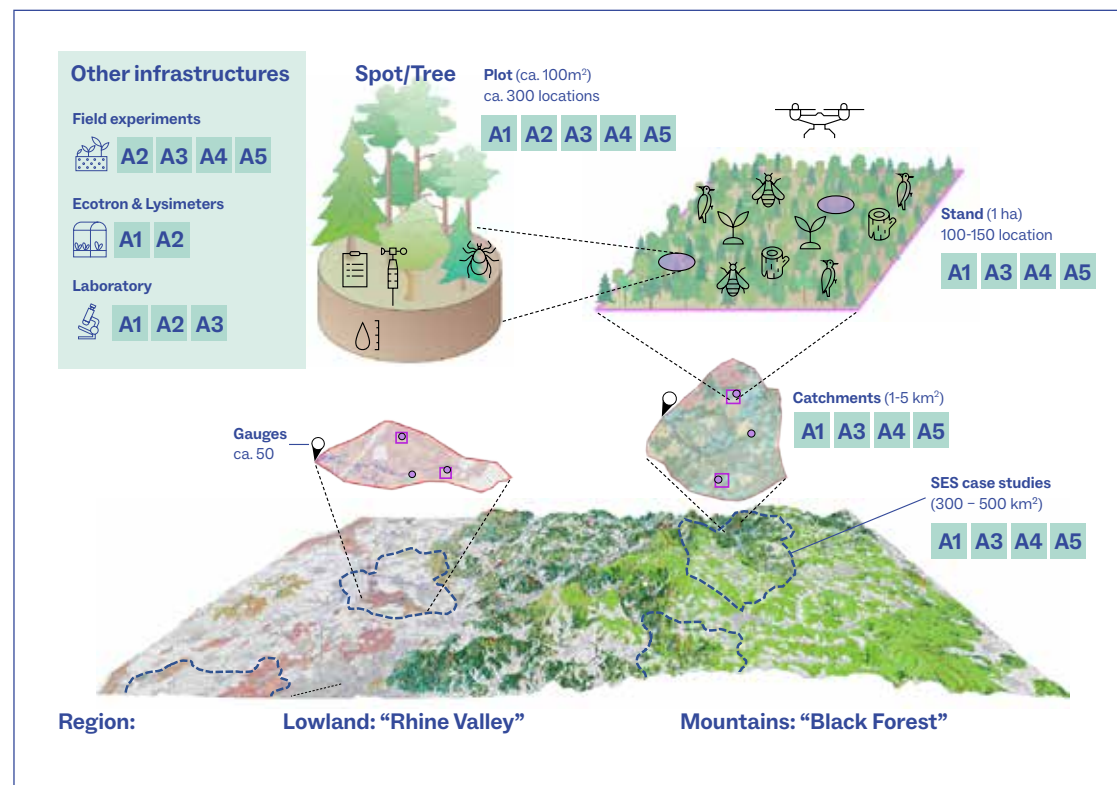 Other infrastructures
Field experiments
A2 A3 A4 A5
Ecotron & Lysimeters
A1 A2
Laboratory
A1 A2 A3
Spot/Tree
Plot (ca. 100m²)
ca. 300 locations
A1 A2 A3 A4 A5
Stand (1 ha)
100-150 location
A1 A3 A4 A5
Catchments (1-5 km²)
A1 A3 A4 A5
Gauges
ca. 50
SES case studies
(300 – 500 km²)
A1 A3 A4 A5
Region:
Lowland: “Rhine Valley”
Mountains: “Black Forest”